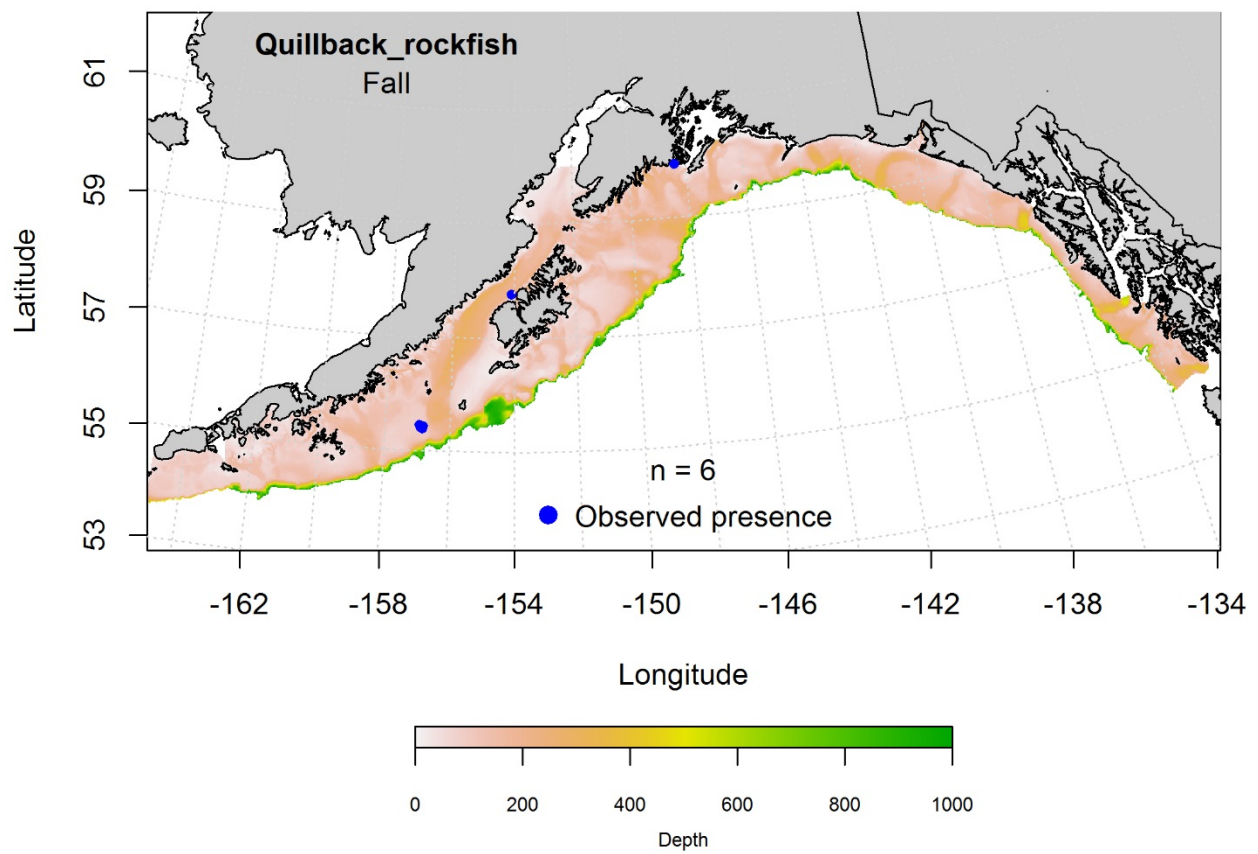 Quillback_rockfish
Fall
61
59
57
55
53
Latitude
n = 6
Observed presence
-162 -158 -154 -150 -146 -142 -138 -134
Longitude
0 200 400 600 800 1000
Depth